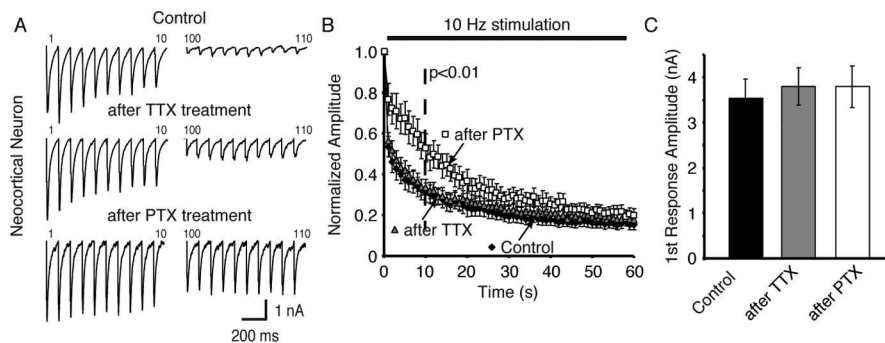 A
Control
1
10
100
110
after TTX treatment
1
10
100
110
after PTX treatment
1
10
100
110
Neocortical Neuron
1 nA
200 ms
B
10 Hz stimulation
p<0.01
after PTX
after TTX
Control
Normalized Amplitude
1.0
0.8
0.6
0.4
0.2
0
10
20
30
40
50
60
Time (s)
C
1st Response Amplitude (nA)
4
3
2
1
0
Control
after TTX
after PTX